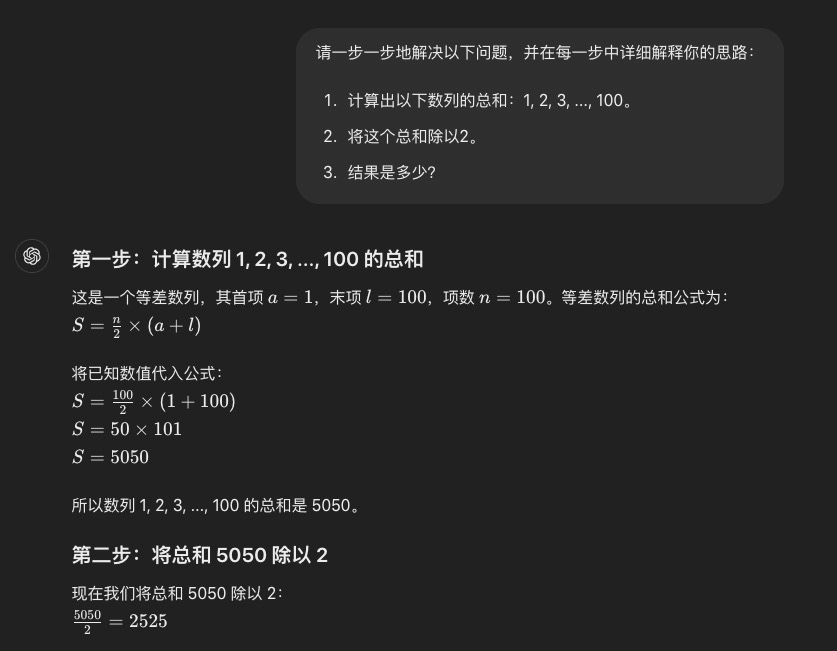 请一步一步地解决以下问题，并在每一步中详细解释你的思路：
1. 计算出以下数列的总和：1, 2, 3, ..., 100。
2. 将这个总和除以2。
3. 结果是多少？
第一步：计算数列 1, 2, 3, ..., 100 的总和
这是一个等差数列，其首项 a = 1，末项 l = 100，项数 n = 100。等差数列的总和公式为：
S = n/2 × (a + l)
将已知数值代入公式：
S = 100/2 × (1 + 100)
S = 50 × 101
S = 5050
所以数列 1, 2, 3, ..., 100 的总和是 5050。
第二步：将总和 5050 除以 2
现在我们将总和 5050 除以 2：
5050/2 = 2525